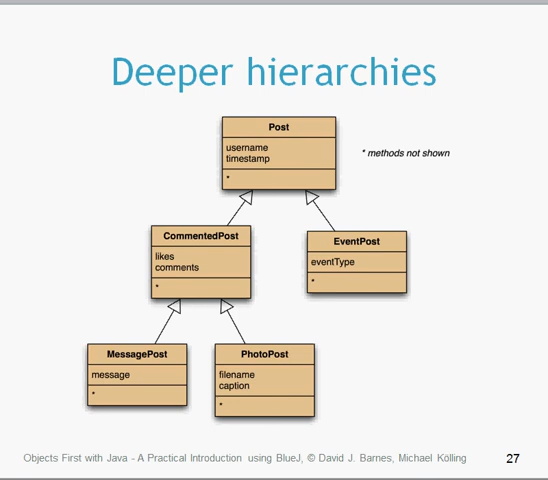 Deeper hierarchies
Post
username
timestamp
*
* methods not shown
CommentedPost
likes
comments
*
EventPost
eventType
*
MessagePost
message
*
PhotoPost
filename
caption
*
Objects First with Java - A Practical Introduction using BlueJ, © David J. Barnes, Michael Kölling
27